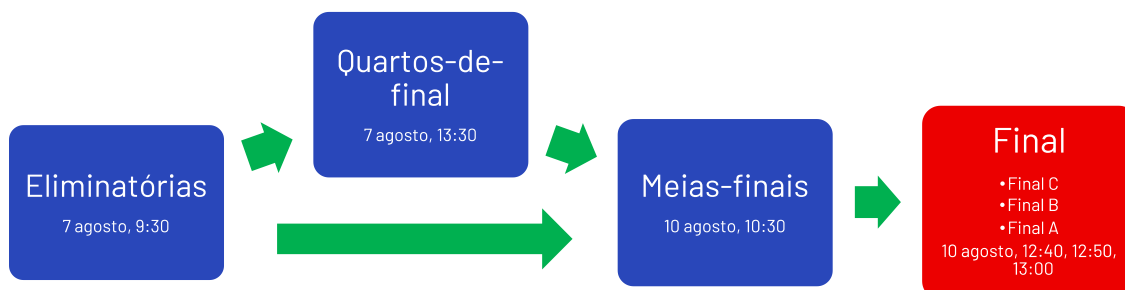 Eliminatórias
7 agosto, 9:30
Quartos-de-
final
7 agosto, 13:30
Meias-finais
10 agosto, 10:30
Final
•Final C
•Final B
•Final A
10 agosto, 12:40, 12:50,
13:00